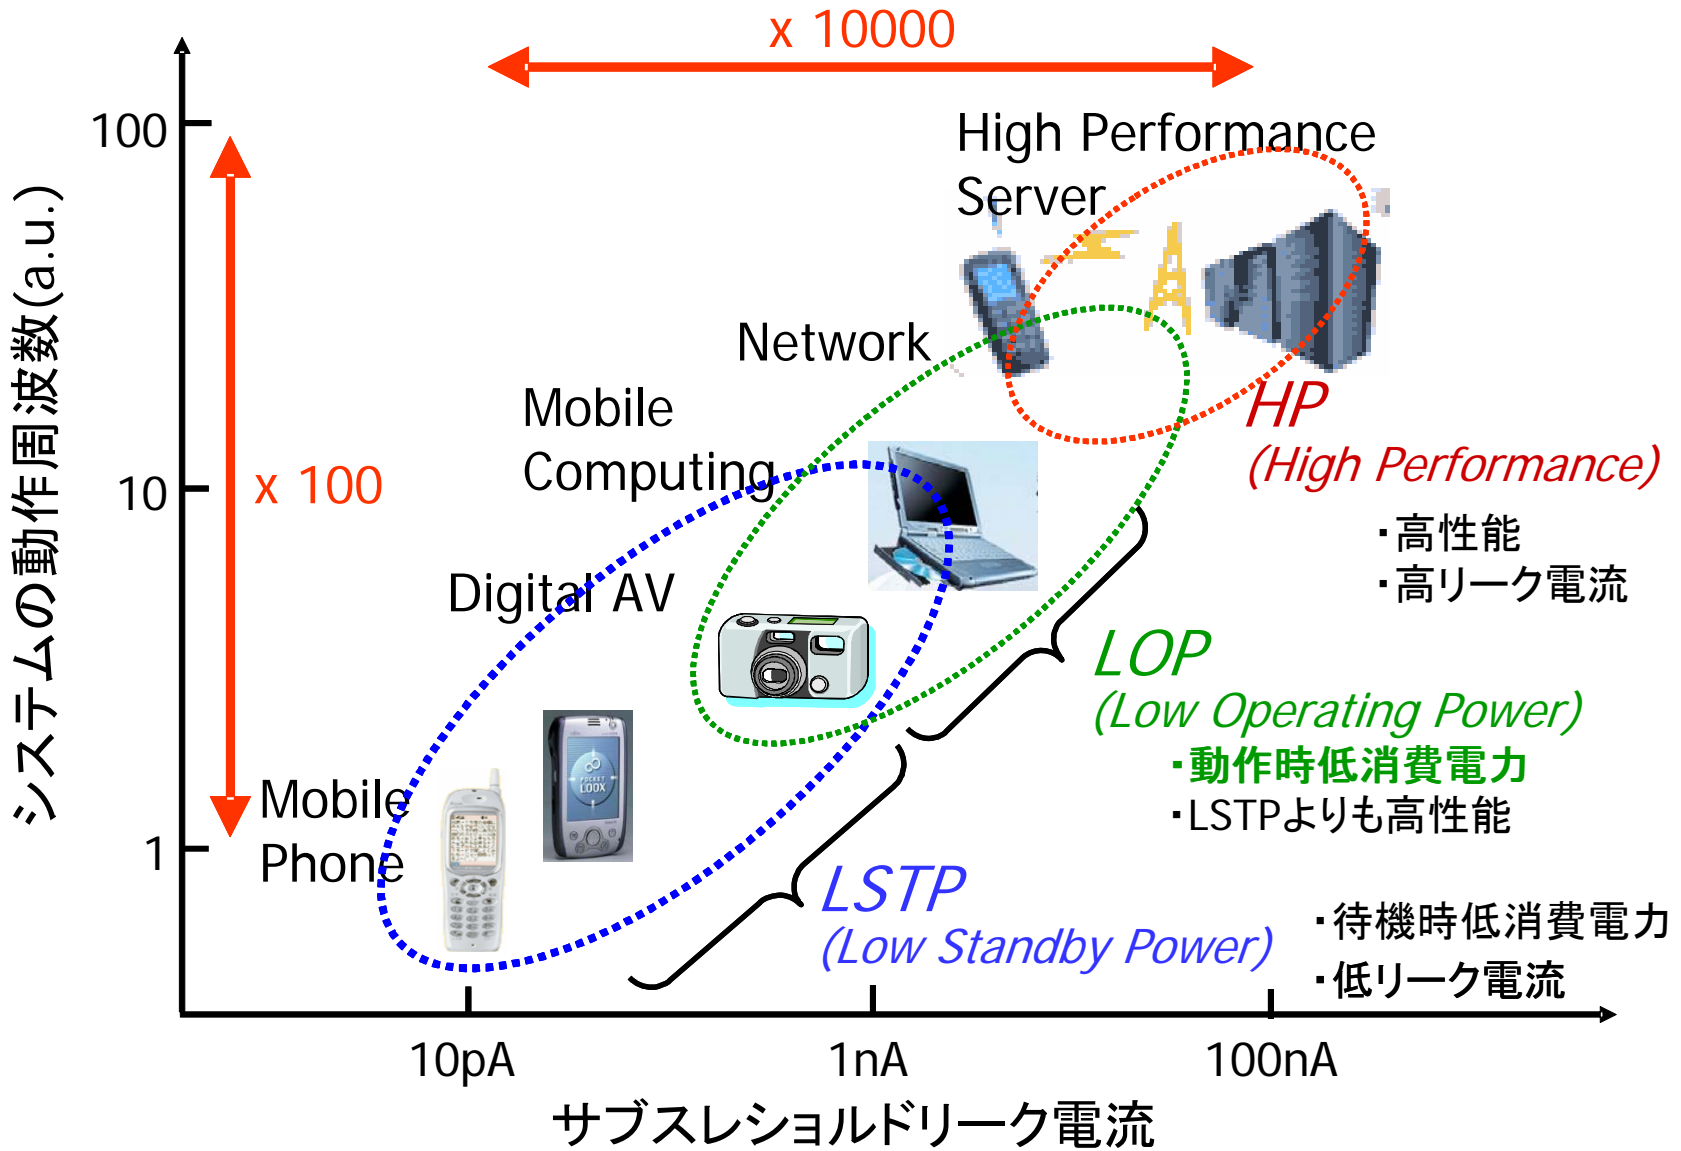 x 10000
100
High Performance
Server
システムの動作周波数(a.u.)
Network
Mobile
Computing
HP
(High Performance)
・高性能
・高リーク電流
x 100
10
Digital AV
LOP
(Low Operating Power)
・動作時低消費電力
・LSTPよりも高性能
POCKET
LOOX
Mobile
Phone
1
LSTP
(Low Standby Power)
・待機時低消費電力
・低リーク電流
10pA
1nA
100nA
サブスレショルドリーク電流